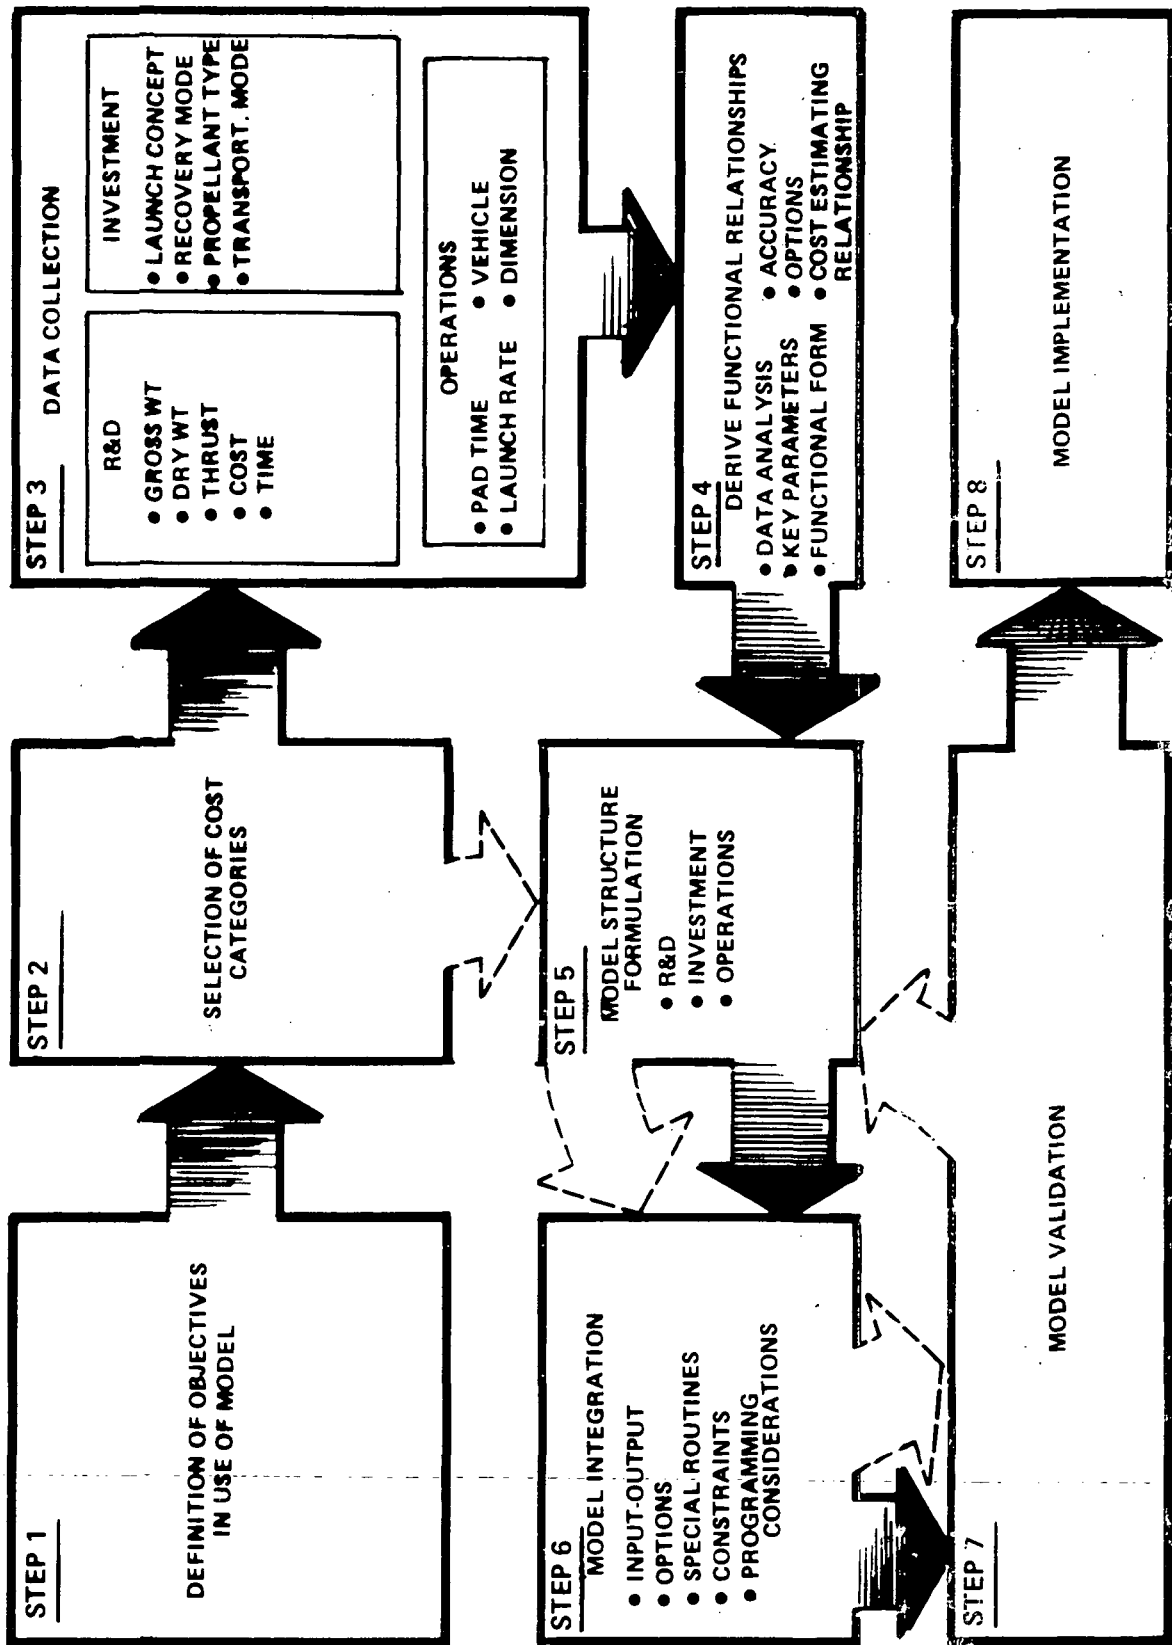 STEP 1
DEFINITION OF OBJECTIVES
IN USE OF MODEL
STEP 2
SELECTION OF COST
CATEGORIES
STEP 3
DATA COLLECTION
R&D
● GROSS WT
● DRY WT
● THRUST
● COST
● TIME
INVESTMENT
● LAUNCH CONCEPT
● RECOVERY MODE
● PROPELLANT TYPE
● TRANSPORT. MODE
OPERATIONS
● PAD TIME ● VEHICLE
● LAUNCH RATE ● DIMENSION
STEP 4
DERIVE FUNCTIONAL RELATIONSHIPS
● DATA ANALYSIS
● KEY PARAMETERS
● FUNCTIONAL FORM
● ACCURACY
● OPTIONS
● COST ESTIMATING
RELATIONSHIP
STEP 5
MODEL STRUCTURE
FORMULATION
● R&D
● INVESTMENT
● OPERATIONS
STEP 6
MODEL INTEGRATION
● INPUT-OUTPUT
● OPTIONS
● SPECIAL ROUTINES
● CONSTRAINTS
● PROGRAMMING
CONSIDERATIONS
STEP 7
MODEL VALIDATION
STEP 8
MODEL IMPLEMENTATION